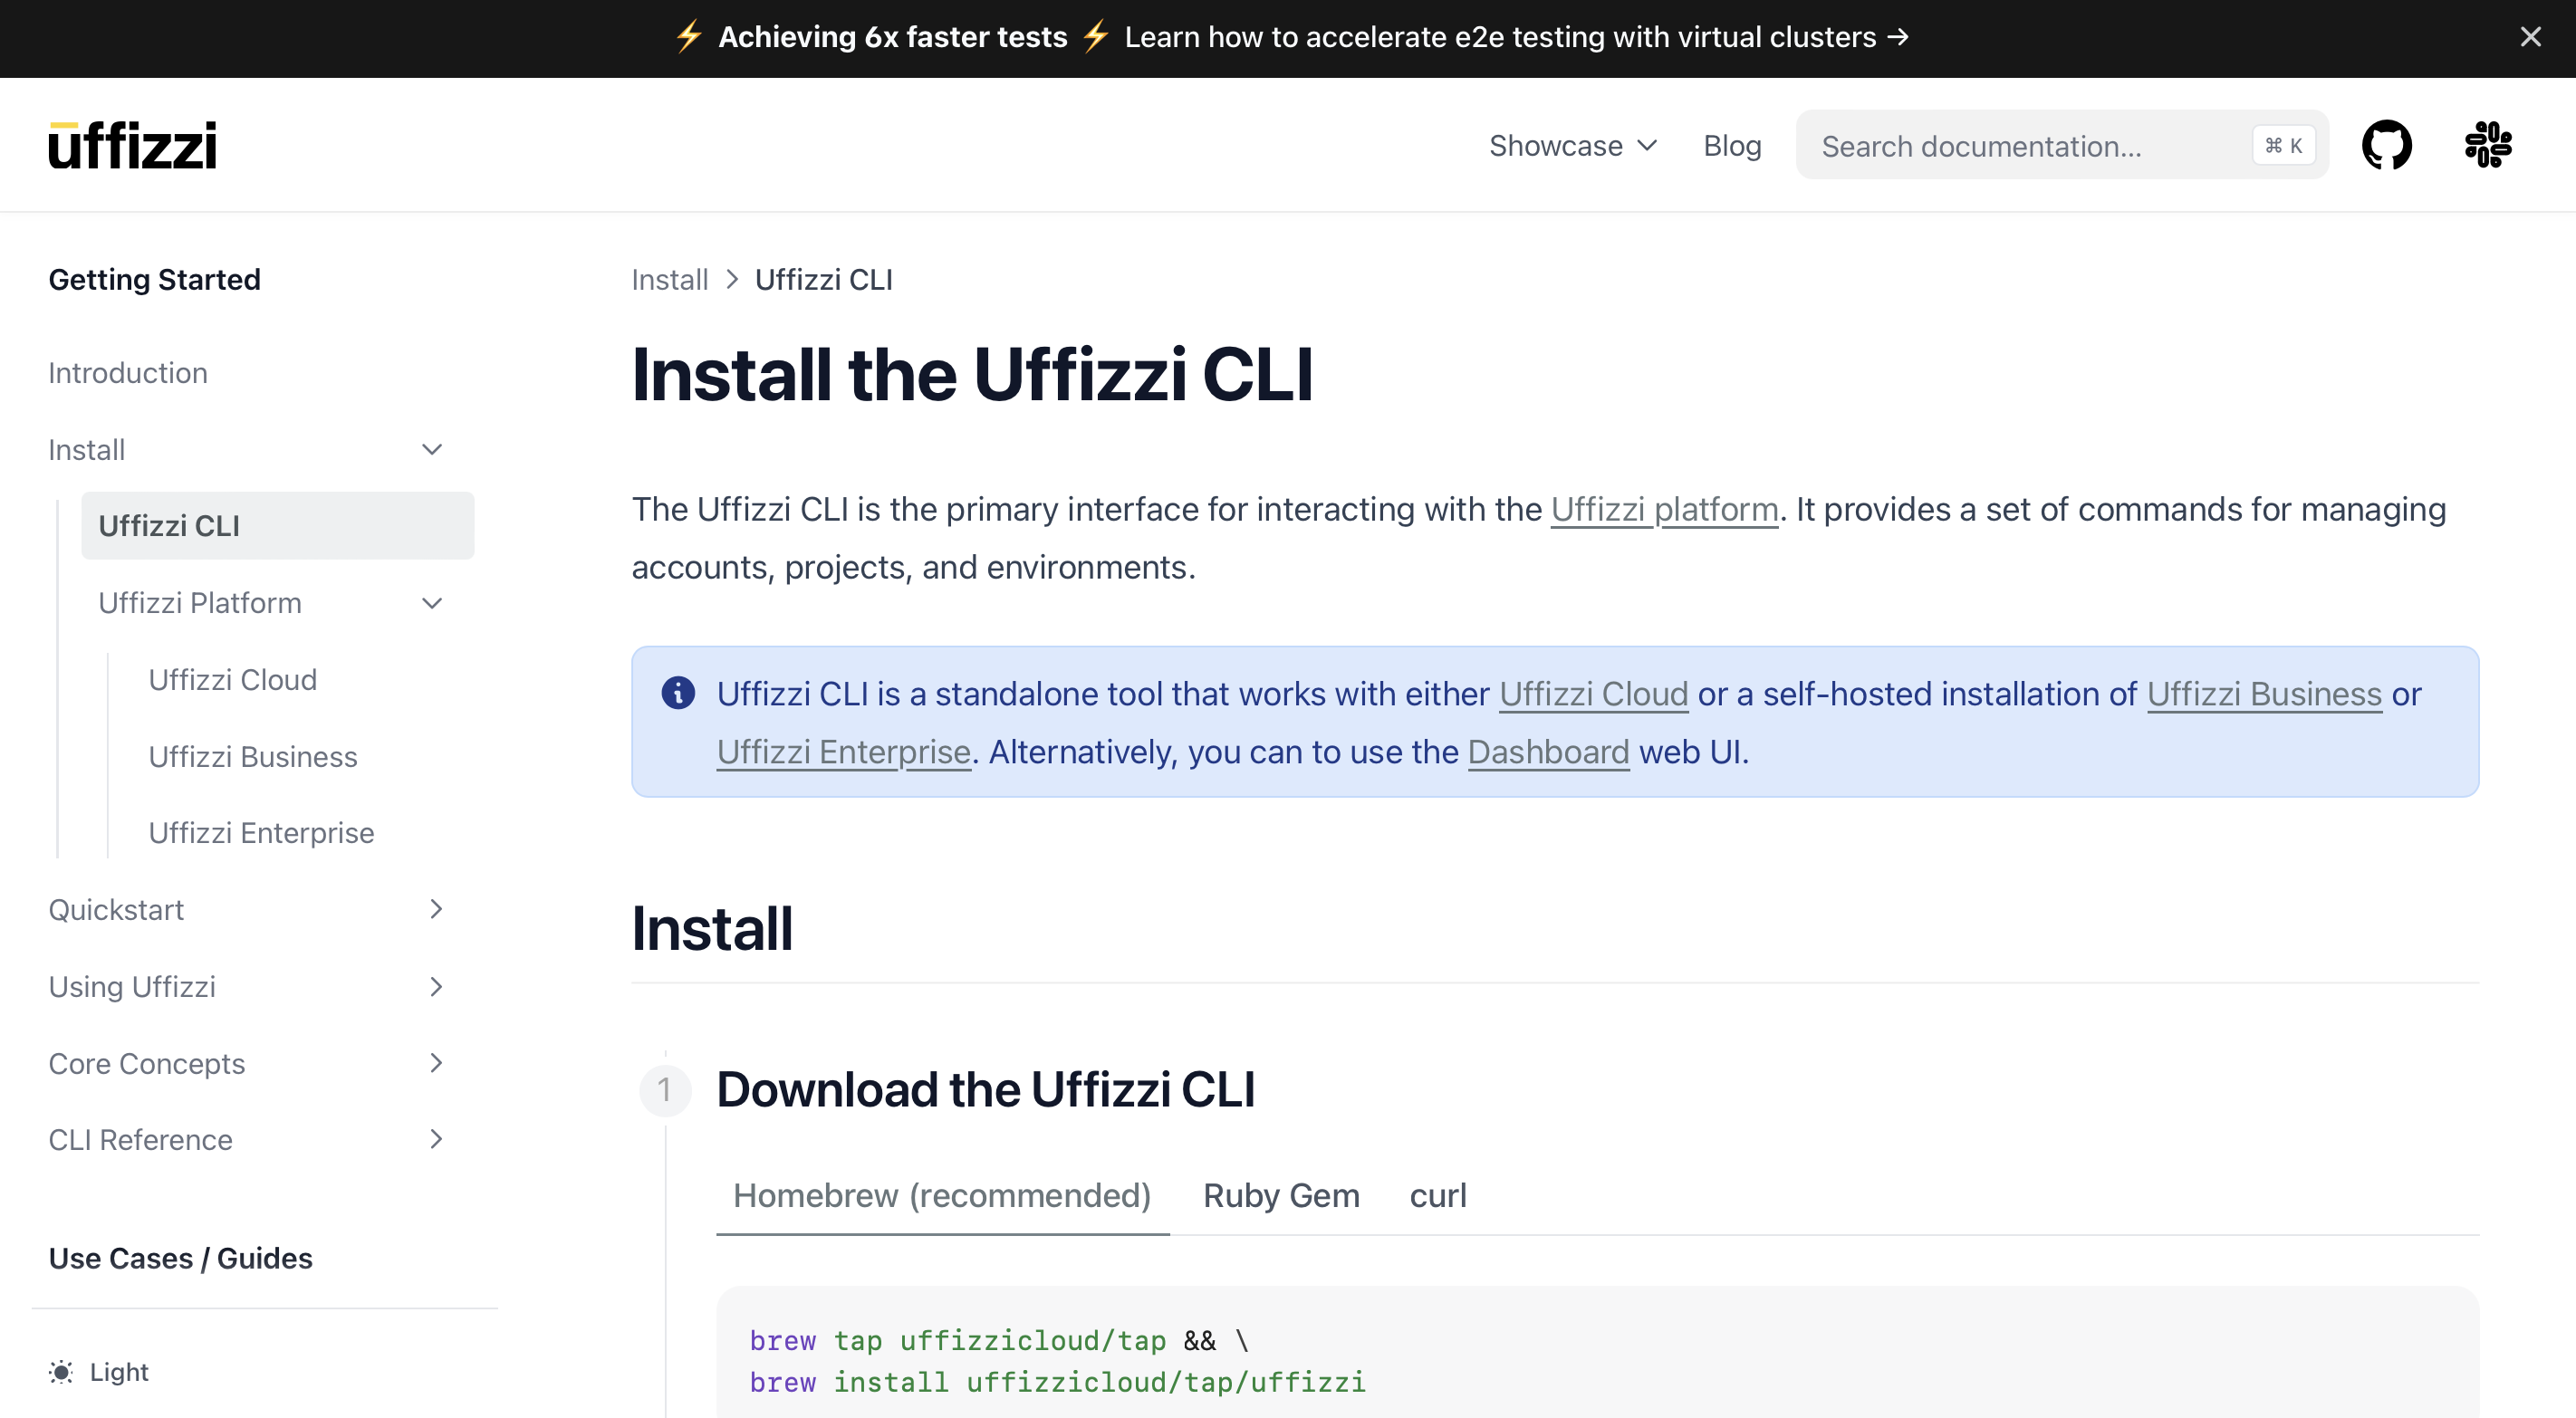 ⚡ Achieving 6x faster tests ⚡ Learn how to accelerate e2e testing with virtual clusters →
uffizzi
Showcase
Blog
Search documentation...
⌘ K
Getting Started
Introduction
Install
Uffizzi CLI
Uffizzi Platform
Uffizzi Cloud
Uffizzi Business
Uffizzi Enterprise
Quickstart
Using Uffizzi
Core Concepts
CLI Reference
Use Cases / Guides
Light
Install > Uffizzi CLI
Install the Uffizzi CLI
The Uffizzi CLI is the primary interface for interacting with the Uffizzi platform. It provides a set of commands for managing
accounts, projects, and environments.
Uffizzi CLI is a standalone tool that works with either Uffizzi Cloud or a self-hosted installation of Uffizzi Business or
Uffizzi Enterprise. Alternatively, you can to use the Dashboard web UI.
Install
1
Download the Uffizzi CLI
Homebrew (recommended)
Ruby Gem
curl
brew tap uffizzicloud/tap && \
brew install uffizzicloud/tap/uffizzi